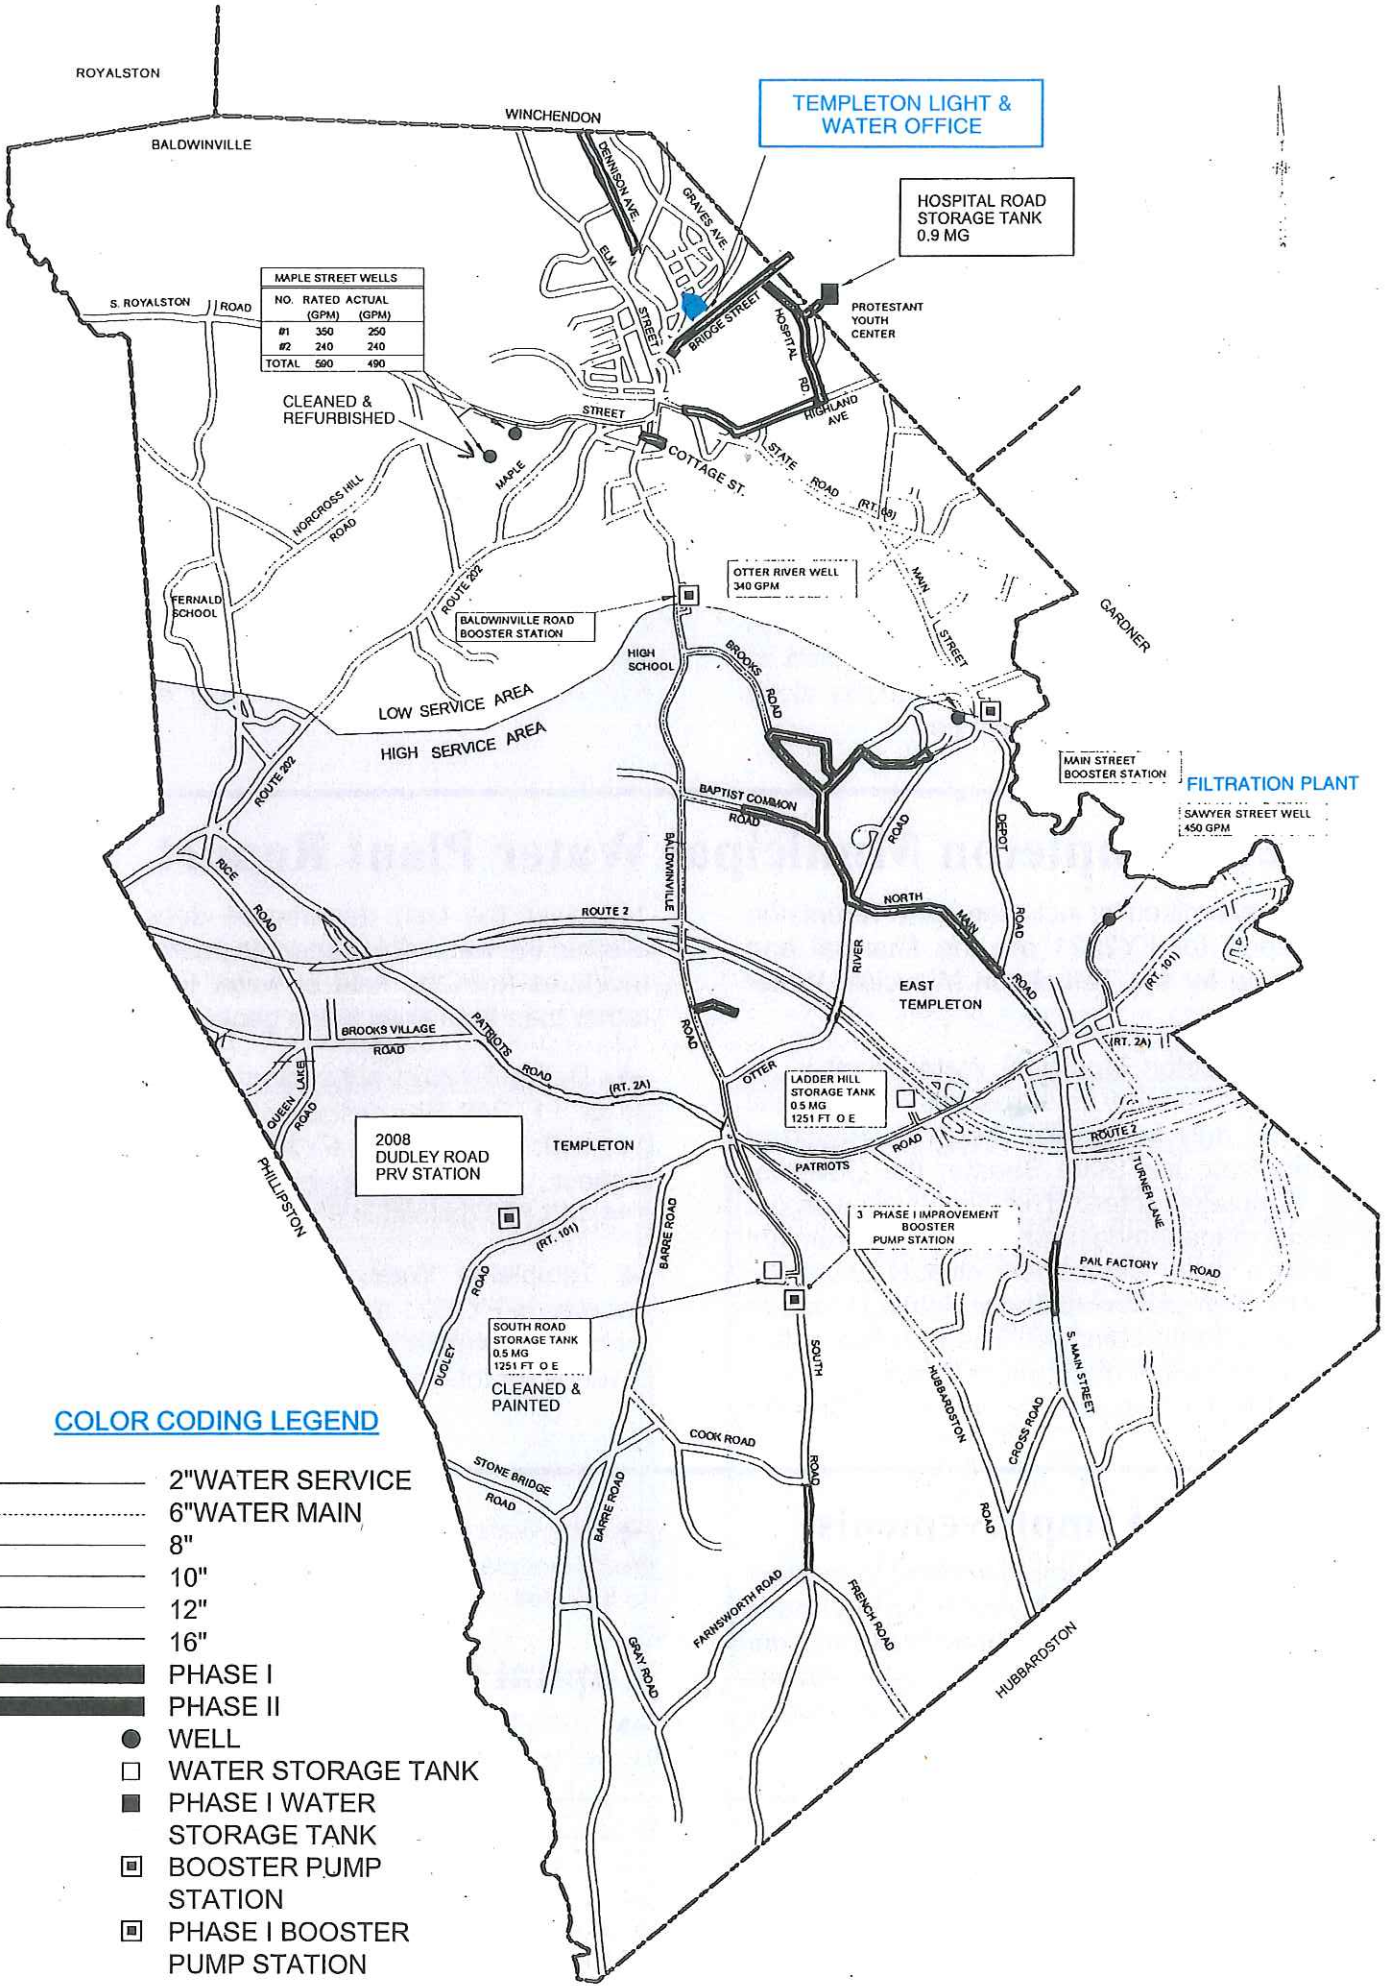 ROYALSTON
BALDWINVILLE
WINCHENDON
TEMPLETON LIGHT &
WATER OFFICE
HOSPITAL ROAD
STORAGE TANK
0.9 MG
DENNISON AVE.
GRAVES AVE.
ELM
STREET
BRIDGE STREET
HOSPITAL
RD.
PROTESTANT
YOUTH
CENTER
S. ROYALSTON
ROAD
MAPLE STREET WELLS
NO. RATED ACTUAL
(GPM) (GPM)
#1 350 250
#2 240 240
TOTAL 590 490
CLEANED &
REFURBISHED
STREET
MAPLE
HIGHLAND
AVE
COTTAGE ST.
STATE
ROAD
(RT. 68)
NORCROSS HILL
ROAD
ROUTE 202
MAIN
STREET
OTTER RIVER WELL
340 GPM
FERNALD
SCHOOL
BALDWINVILLE ROAD
BOOSTER STATION
GARDNER
HIGH
SCHOOL
BROOKS
ROAD
LOW SERVICE AREA
HIGH SERVICE AREA
ROUTE 202
MAIN STREET
BOOSTER STATION
FILTRATION PLANT
SAWYER STREET WELL
450 GPM
BAPTIST COMMON
ROAD
ROAD
DEPOT
ROAD
BALDWINVILLE
ROAD
RICE
ROAD
ROUTE 2
NORTH
MAIN
ROAD
RIVER
OTTER
EAST
TEMPLETON
(RT. 101)
(RT. 2A)
BROOKS VILLAGE
ROAD
PATRIOTS
ROAD
(RT. 2A)
QUEEN LAKE
ROAD
LADDER HILL
STORAGE TANK
0.5 MG
1251 FT O E
2008
DUDLEY ROAD
PRV STATION
TEMPLETON
PATRIOTS
ROAD
ROUTE 2
TURNER LANE
PHILLIPSTON
(RT. 101)
BARRE ROAD
3 PHASE I IMPROVEMENT
BOOSTER
PUMP STATION
PAIL FACTORY
ROAD
DUDLEY
ROAD
SOUTH ROAD
STORAGE TANK
0.5 MG
1251 FT O E
CLEANED &
PAINTED
SOUTH
ROAD
HUBBARDSTON
ROAD
CROSS ROAD
S. MAIN STREET
COOK ROAD
STONE BRIDGE
ROAD
BARRE ROAD
FARNSWORTH ROAD
FRENCH ROAD
GRAY ROAD
HUBBARDSTON
COLOR CODING LEGEND
2"WATER SERVICE
6"WATER MAIN
8"
10"
12"
16"
PHASE I
PHASE II
WELL
WATER STORAGE TANK
PHASE I WATER
STORAGE TANK
BOOSTER PUMP
STATION
PHASE I BOOSTER
PUMP STATION